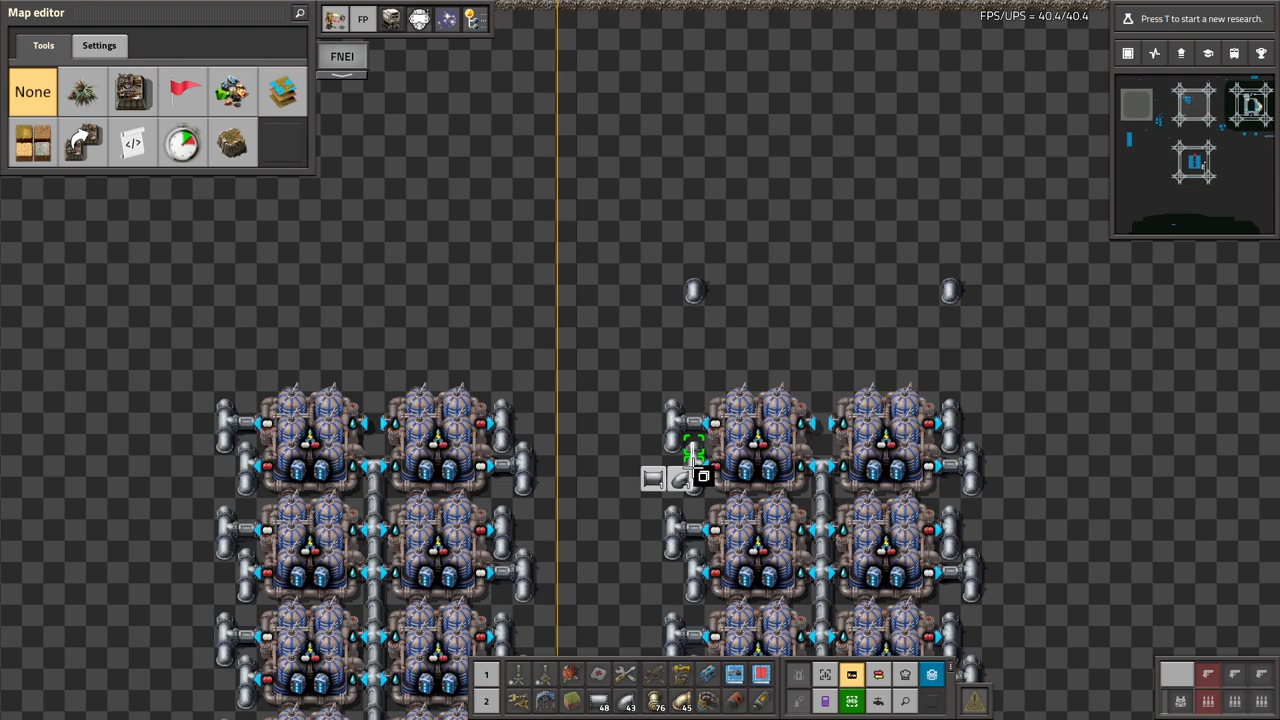 Map editor
Tools
Settings
None
</>
FP
FNEI
FPS/UPS = 40.4/40.4
Press T to start a new research.
1
2
48
43
76
45